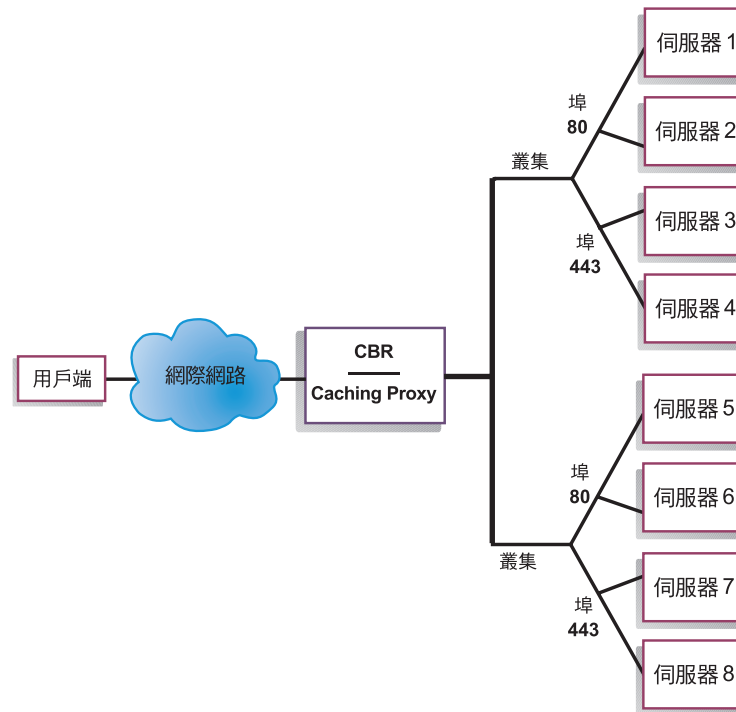 用戶端
網際網路
CBR
Caching Proxy
叢集
埠
80
埠
443
伺服器 1
伺服器 2
伺服器 3
伺服器 4
叢集
埠
80
埠
443
伺服器 5
伺服器 6
伺服器 7
伺服器 8